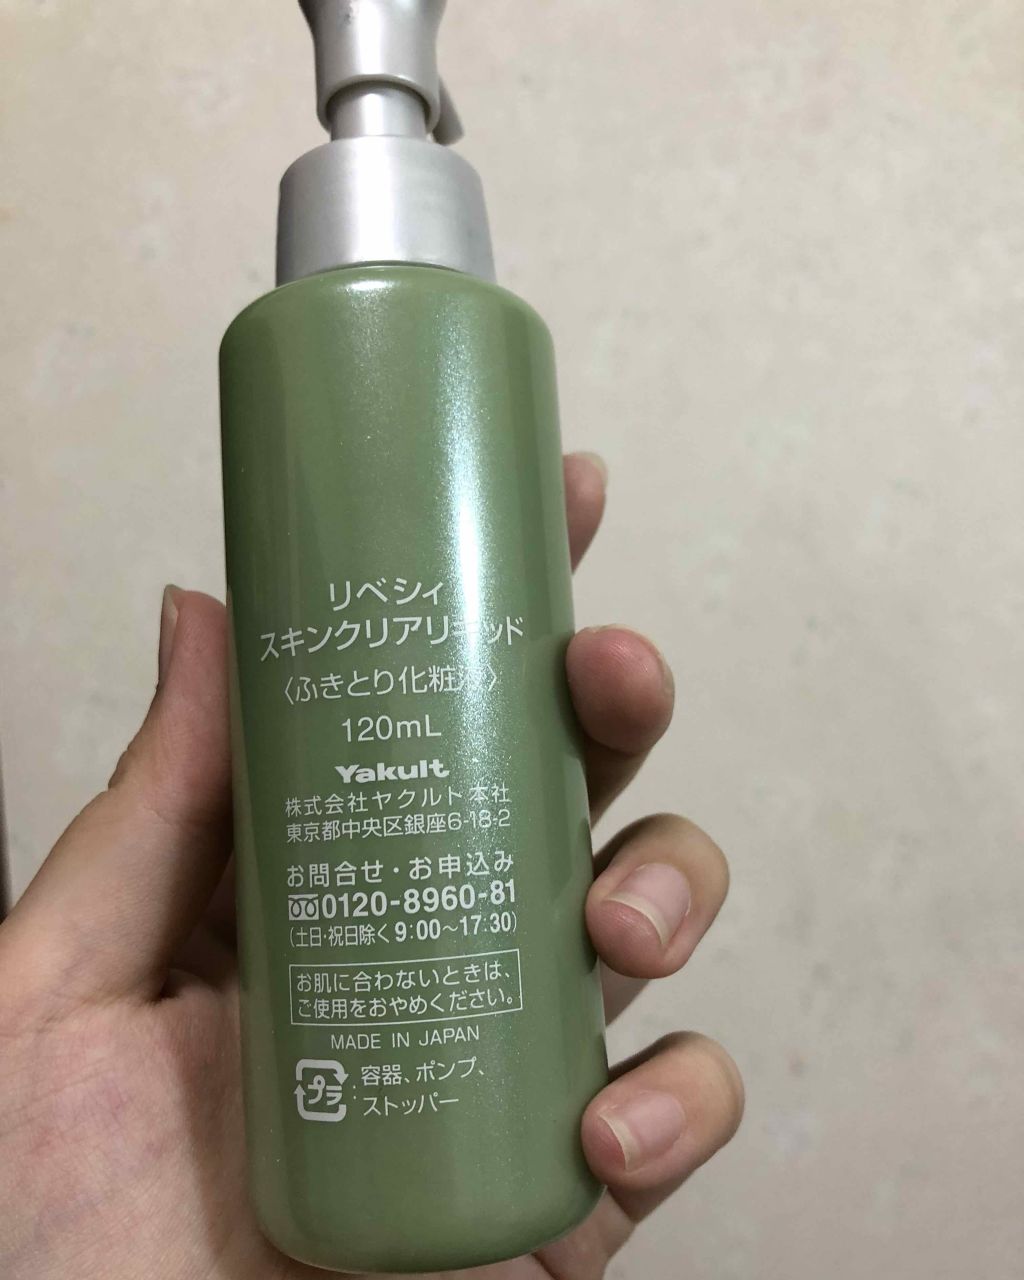 リベシィ
スキンクリアリキッド
〈ふきとり化粧液〉
120mL
Yakult
株式会社ヤクルト本社
東京都中央区銀座6-18-2
お問合せ・お申込み
0120-8960-81
(土日・祝日除く9:00～17:30)
お肌に合わないときは、
ご使用をおやめください。
MADE IN JAPAN
プラ : 容器、ポンプ、
ストッパー